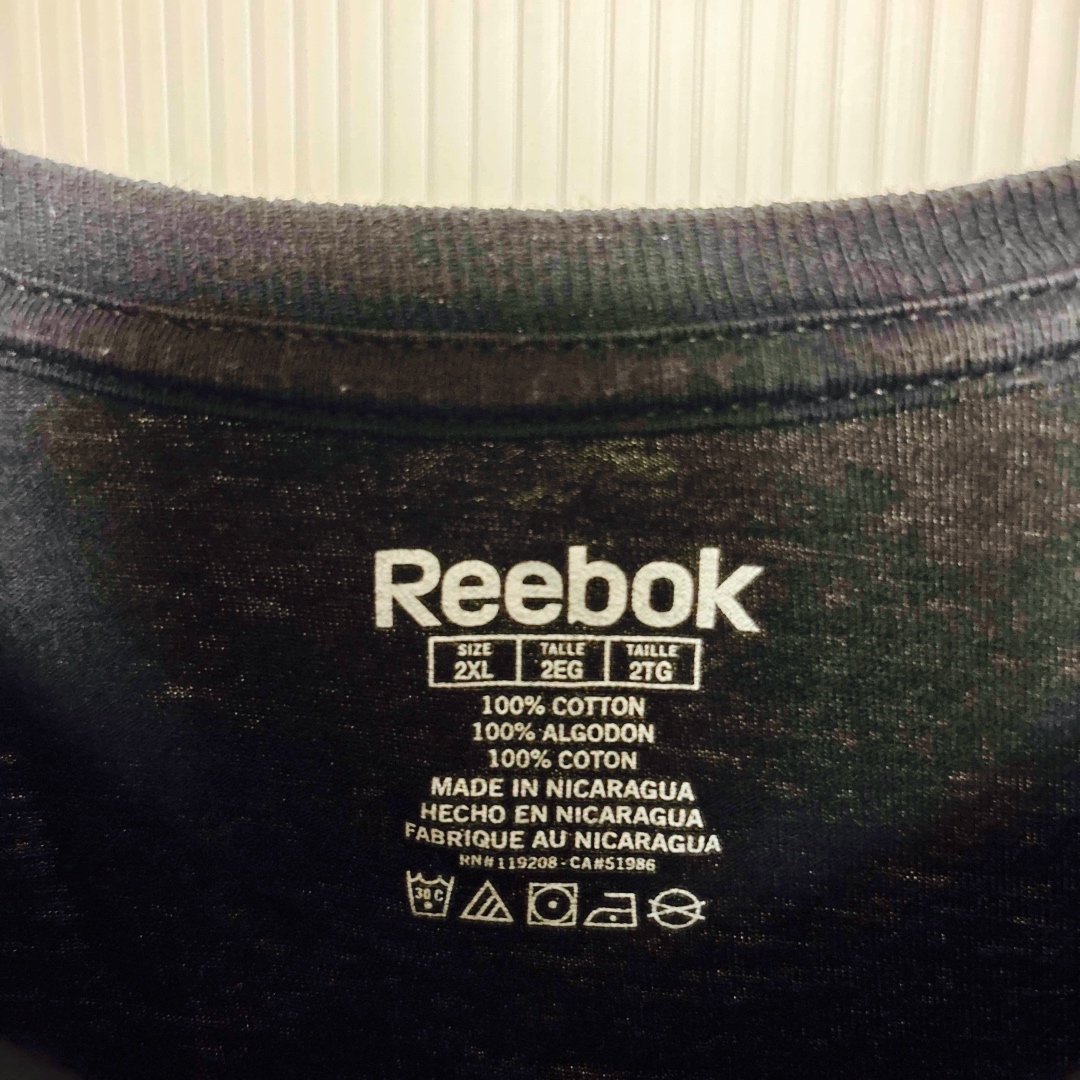 Reebok
SIZE TALLE TAILLE
2XL 2EG 2TG
100% COTTON
100% ALGODON
100% COTON
MADE IN NICARAGUA
HECHO EN NICARAGUA
FABRIQUE AU NICARAGUA
RN#119208-CA#51986
30 C